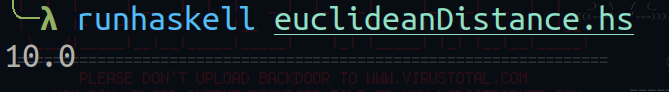 λ runhaskell euclideanDistance.hs
10.0
PLEASE DON'T UPLOAD BACKDOOR TO WWW.VIRUSTOTAL.COM